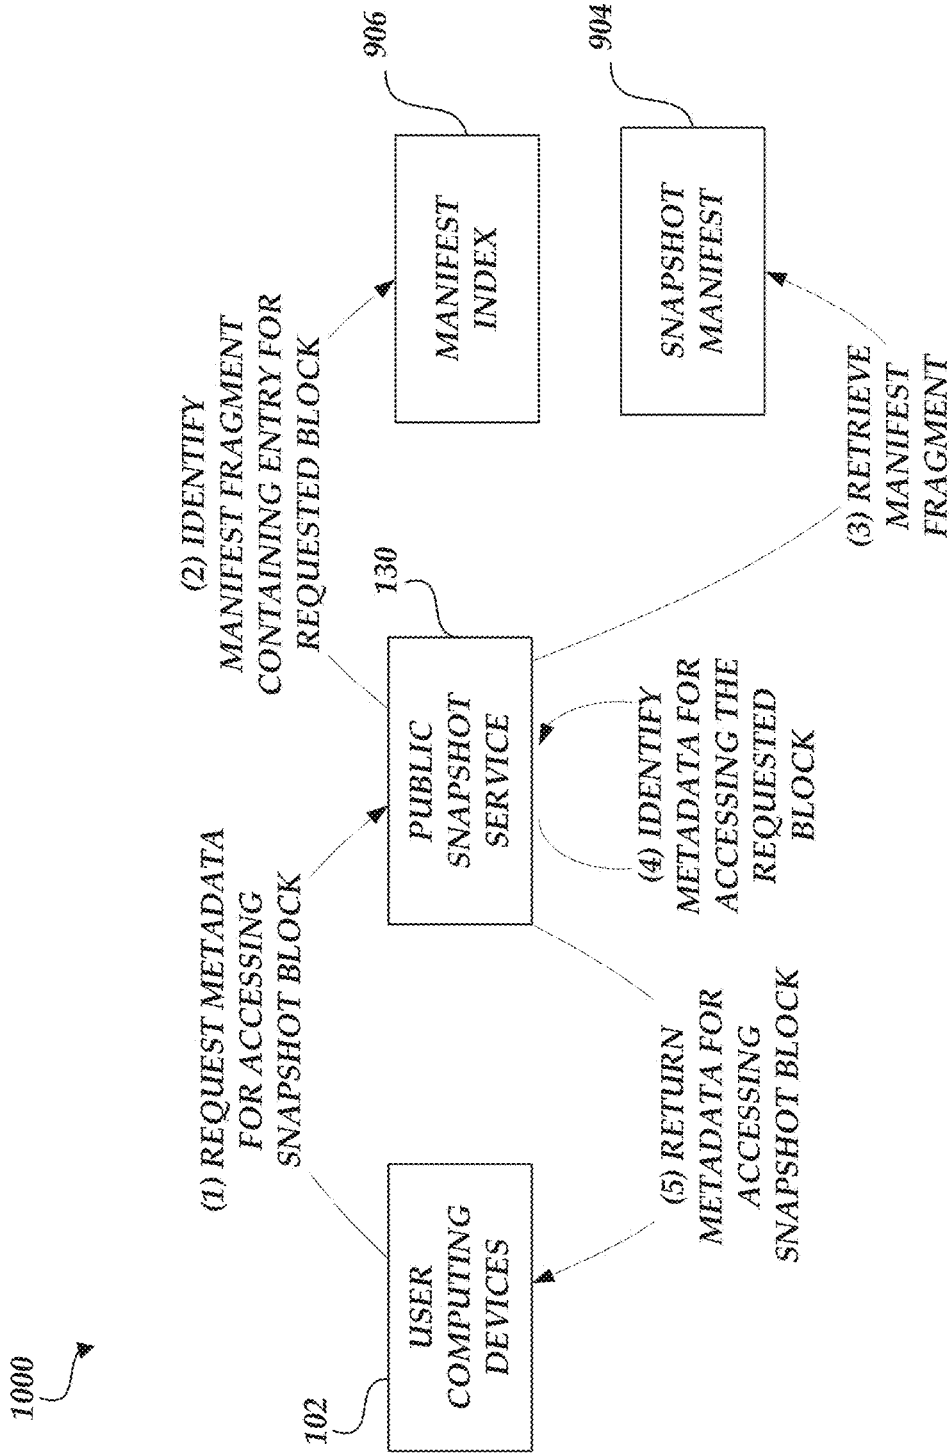 1000
(1) REQUEST METADATA
FOR ACCESSING
SNAPSHOT BLOCK
(2) IDENTIFY
MANIFEST FRAGMENT
CONTAINING ENTRY FOR
REQUESTED BLOCK
102
USER
COMPUTING
DEVICES
130
PUBLIC
SNAPSHOT
SERVICE
906
MANIFEST
INDEX
904
SNAPSHOT
MANIFEST
(5) RETURN
METADATA FOR
ACCESSING
SNAPSHOT BLOCK
(4) IDENTIFY
METADATA FOR
ACCESSING THE
REQUESTED
BLOCK
(3) RETRIEVE
MANIFEST
FRAGMENT